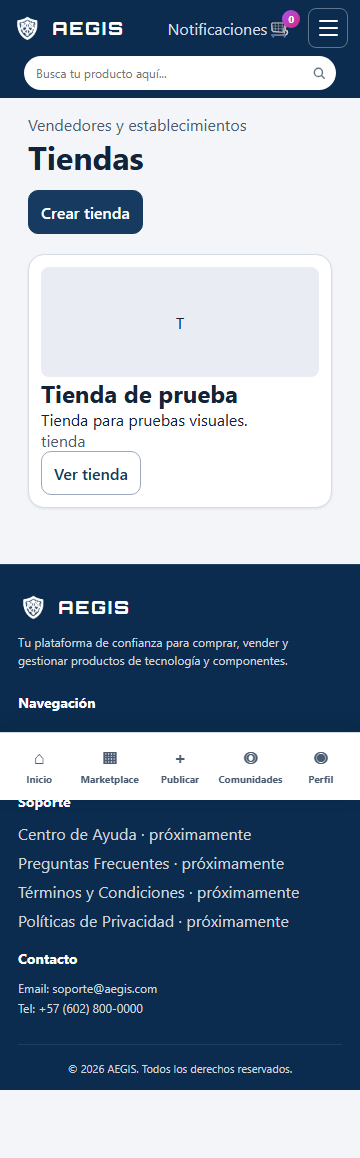 AEGIS
Notificaciones
0
Busca tu producto aquí...
Vendedores y establecimientos
Tiendas
Crear tienda
T
Tienda de prueba
Tienda para pruebas visuales.
tienda
Ver tienda
AEGIS
Tu plataforma de confianza para comprar, vender y
gestionar productos de tecnología y componentes.
Navegación
Inicio
Marketplace
Publicar
Comunidades
Perfil
Soporte
Centro de Ayuda · próximamente
Preguntas Frecuentes · próximamente
Términos y Condiciones · próximamente
Políticas de Privacidad · próximamente
Contacto
Email: soporte@aegis.com
Tel: +57 (602) 800-0000
© 2026 AEGIS. Todos los derechos reservados.